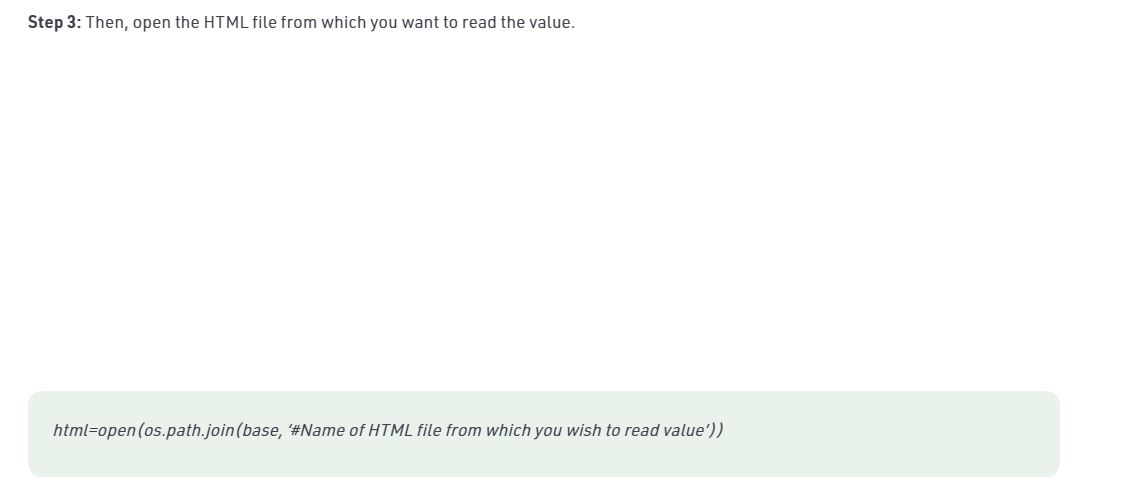 Step 3: Then, open the HTML file from which you want to read the value.
html=open(os.path.join(base, ‘#Name of HTML file from which you wish to read value’))